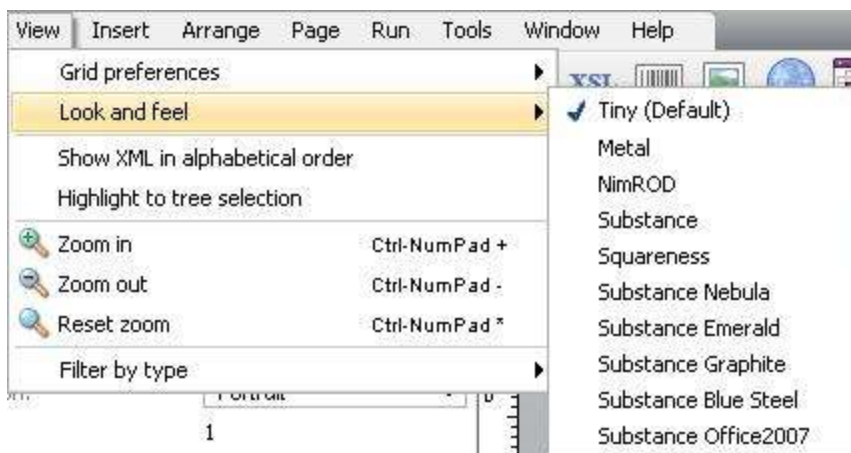 View Insert Arrange Page Run Tools Window Help
XSL
Grid preferences
Look and feel
Show XML in alphabetical order
Highlight to tree selection
Zoom in Ctrl-NumPad +
Zoom out Ctrl-NumPad -
Reset zoom Ctrl-NumPad *
Filter by type
Tiny (Default)
Metal
NimROD
Substance
Squareness
Substance Nebula
Substance Emerald
Substance Graphite
Substance Blue Steel
Substance Office2007
Portrait
1